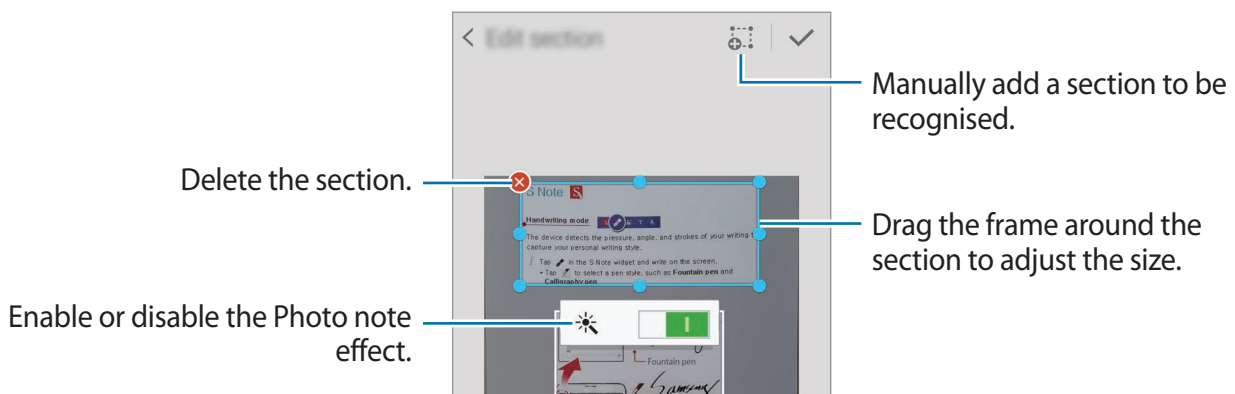 Edit section
Manually add a section to be
recognised.
Delete the section.
S Note
Handwriting mode
The device detects the pressure, angle, and strokes of your writing
capture your personal writing style.
Tap in the S Note widget and write on the screen.
• Tap to select a pen style, such as Fountain pen and
Calligraphy pen
Drag the frame around the
section to adjust the size.
Enable or disable the Photo note
effect.
Fountain pen
Samsung